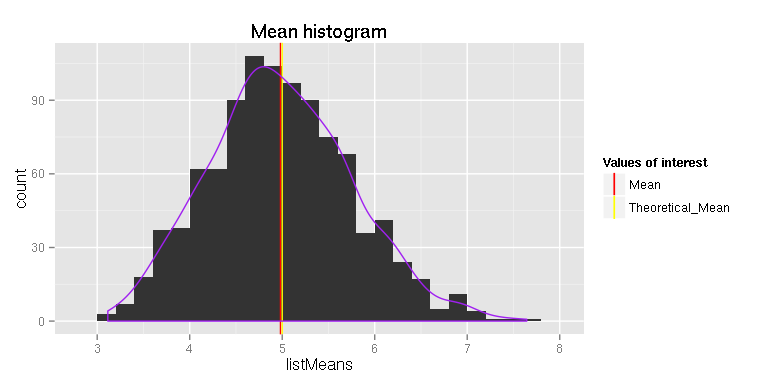 Mean histogram
count
90
60
30
0
3 4 5 6 7 8
listMeans
Values of interest
Mean
Theoretical_Mean